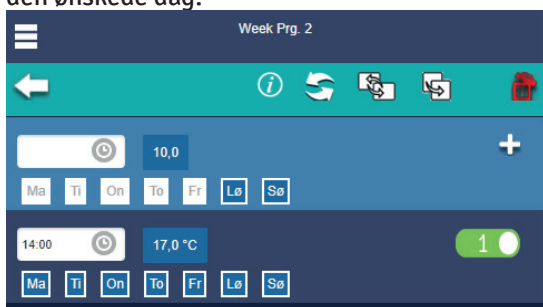 den ønskede dag.
Week Prg. 2
i
10,0
Ma Ti On To Fr Lø Sø
14:00 17,0 °C 1
Ma Ti On To Fr Lø Sø